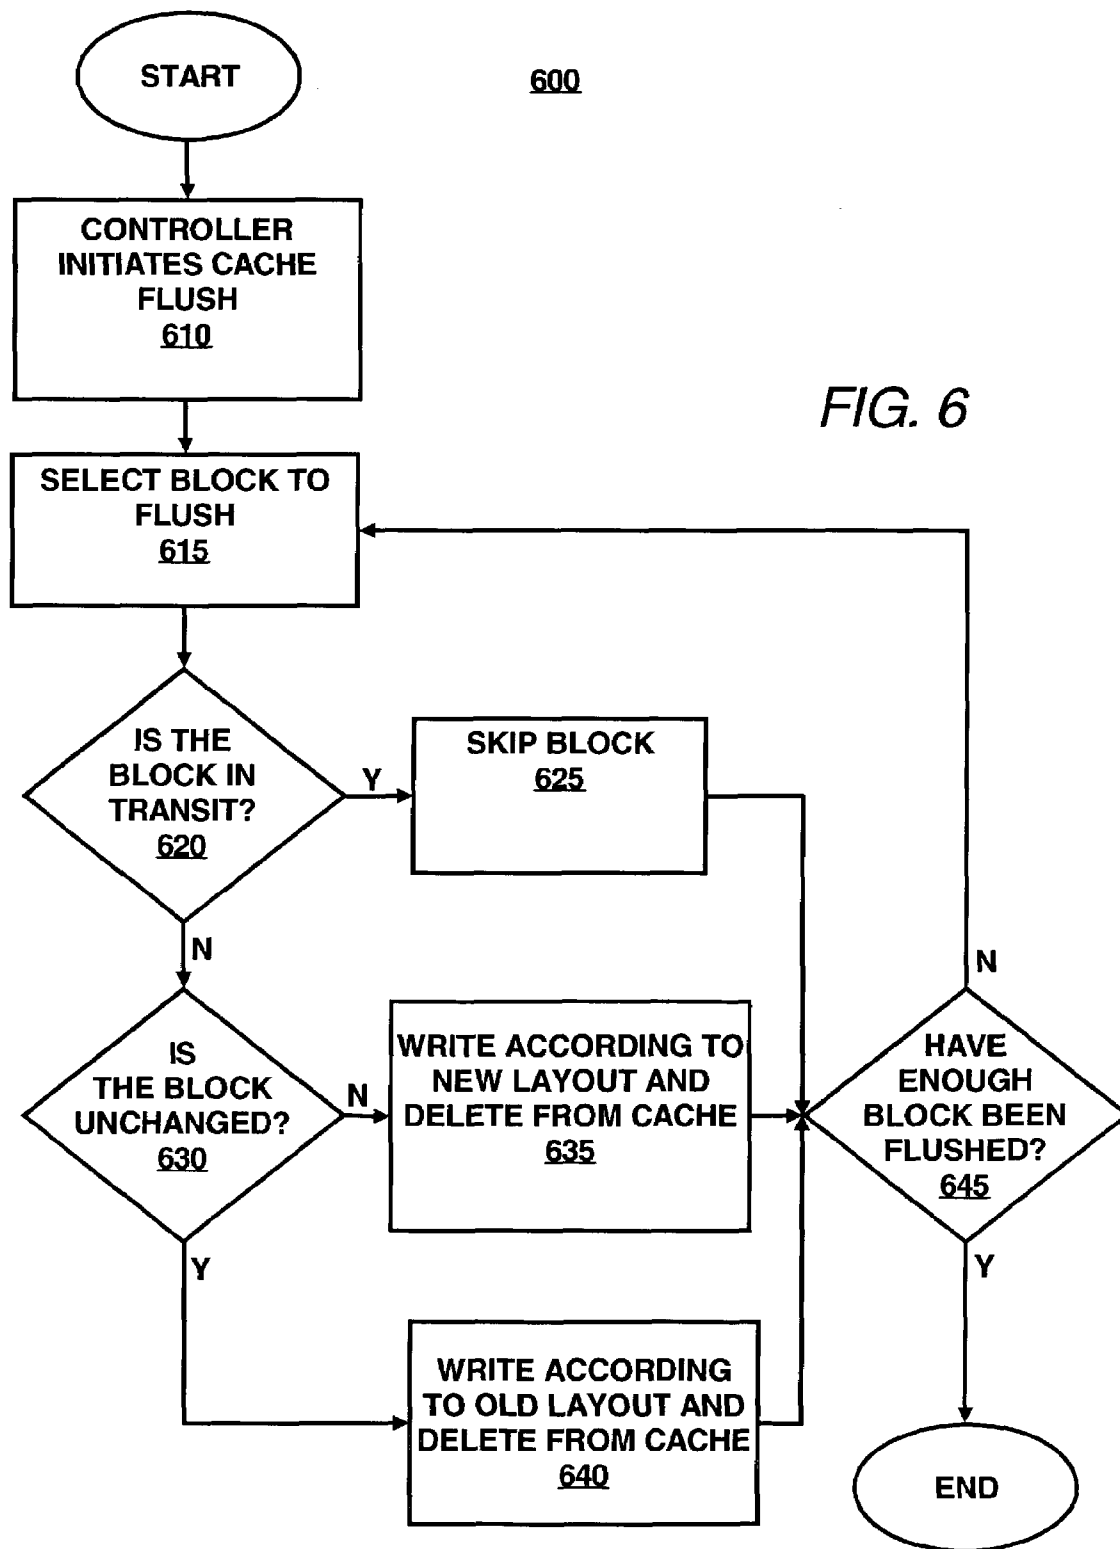 START
600
CONTROLLER
INITIATES CACHE
FLUSH
610
FIG. 6
SELECT BLOCK TO
FLUSH
615
IS THE
BLOCK IN
TRANSIT?
620
Y
SKIP BLOCK
625
N
IS
THE BLOCK
UNCHANGED?
630
N
WRITE ACCORDING TO
NEW LAYOUT AND
DELETE FROM CACHE
635
N
HAVE
ENOUGH
BLOCK BEEN
FLUSHED?
645
Y
Y
WRITE ACCORDING
TO OLD LAYOUT AND
DELETE FROM CACHE
640
END